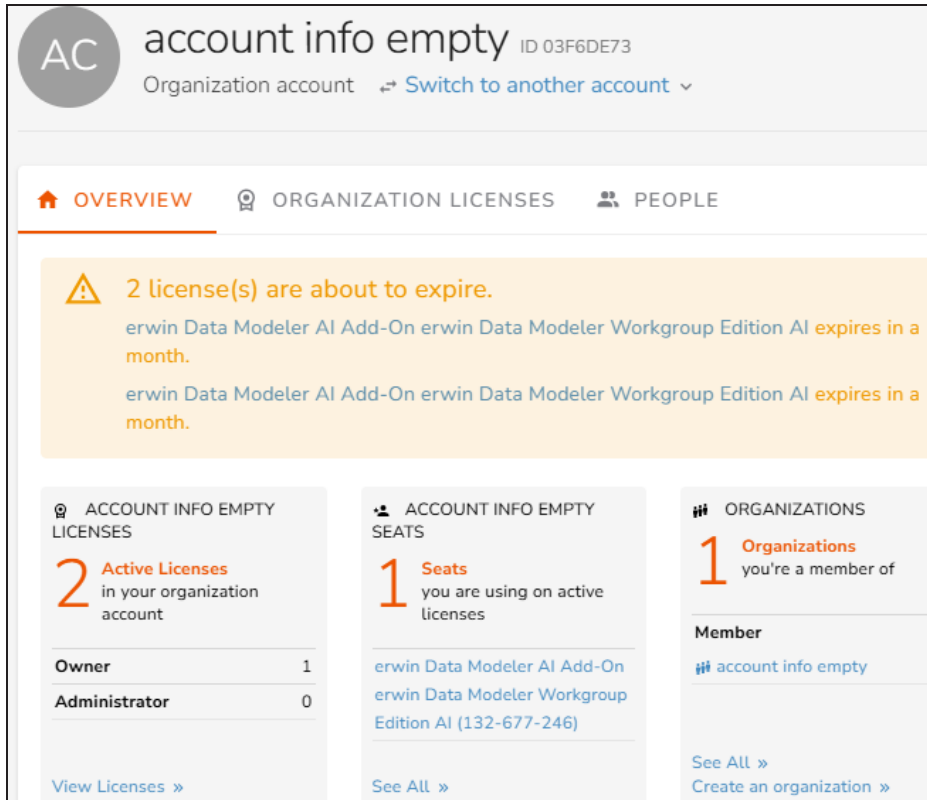 AC
account info empty ID 03F6DE73
Organization account Switch to another account
OVERVIEW ORGANIZATION LICENSES PEOPLE
2 license(s) are about to expire.
erwin Data Modeler AI Add-On erwin Data Modeler Workgroup Edition AI expires in a
month.
erwin Data Modeler AI Add-On erwin Data Modeler Workgroup Edition AI expires in a
month.
ACCOUNT INFO EMPTY
LICENSES
2 Active Licenses
in your organization
account
Owner 1
Administrator 0
View Licenses »
ACCOUNT INFO EMPTY
SEATS
1 Seats
you are using on active
licenses
erwin Data Modeler AI Add-On
erwin Data Modeler Workgroup
Edition AI (132-677-246)
See All »
ORGANIZATIONS
1 Organizations
you're a member of
Member
account info empty
See All »
Create an organization »